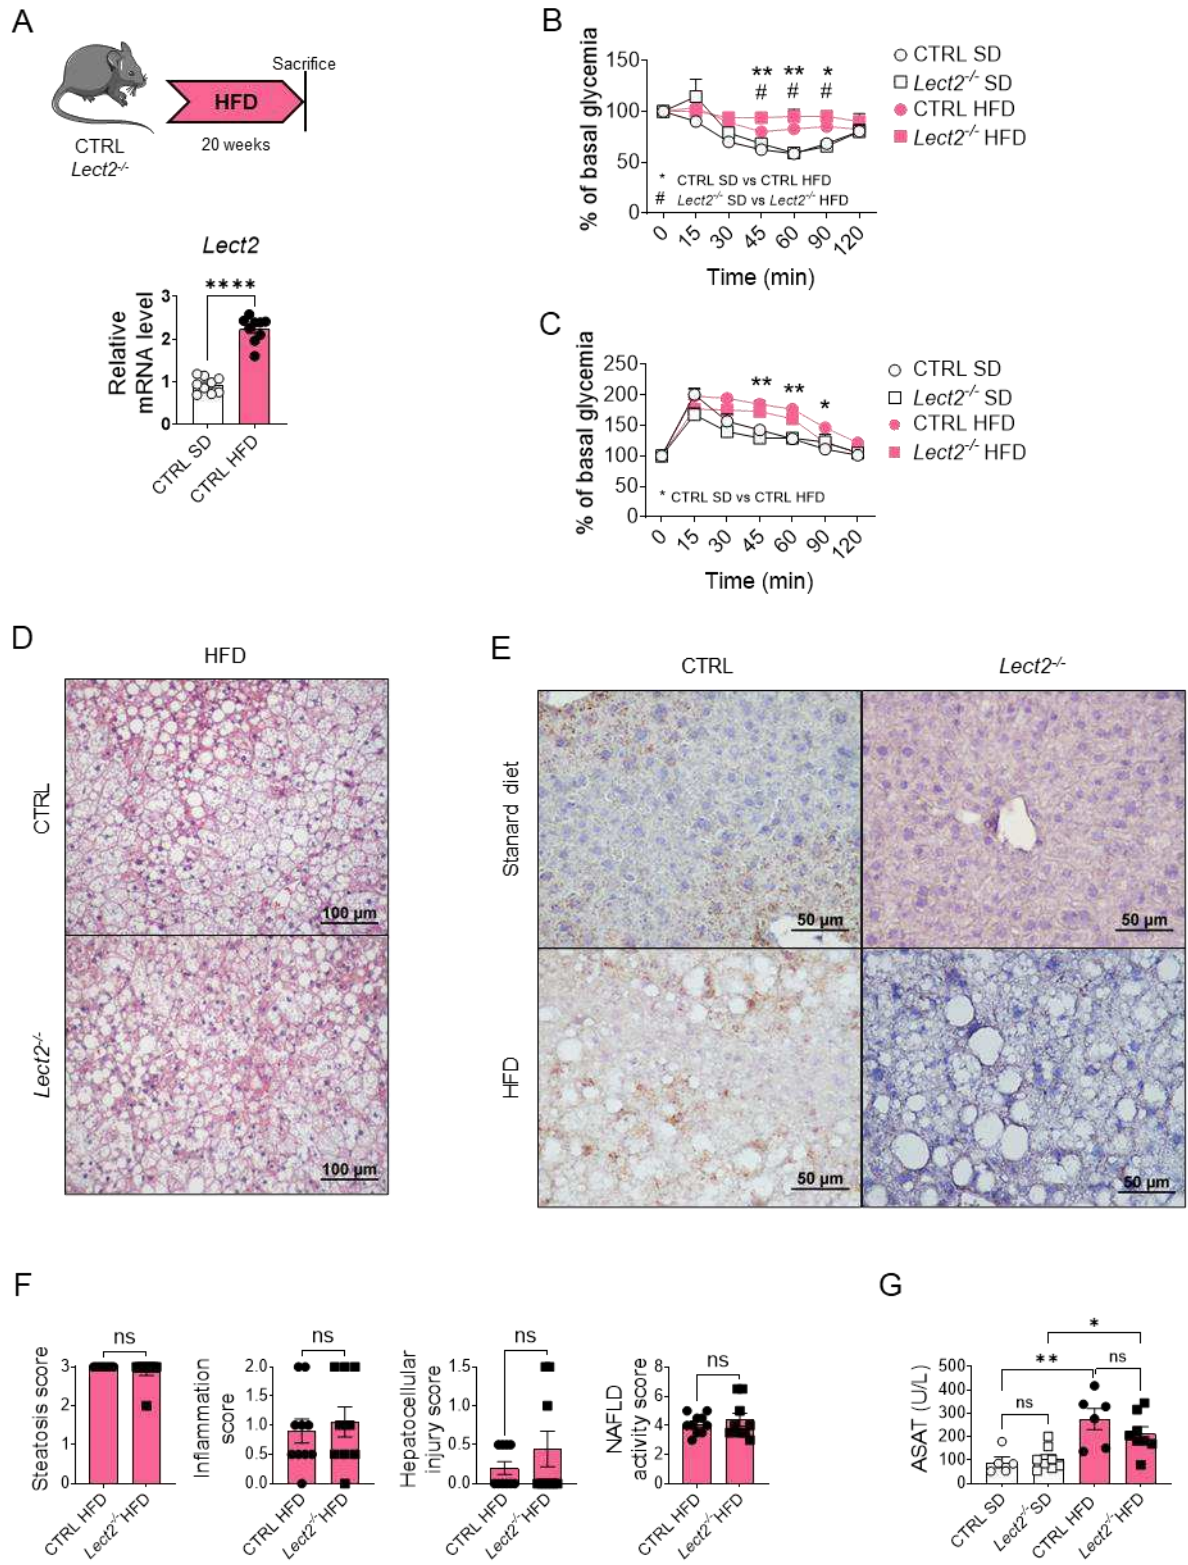 A
Sacrifice
HFD
20 weeks
CTRL
Lect2-/-
Lect2
****
Relative
mRNA level
3
2
1
0
CTRL SD
CTRL HFD
B
% of basal glycemia
150
100
50
0
** ** *
# # #
* CTRL SD vs CTRL HFD
# Lect2-/- SD vs Lect2-/- HFD
0 15 30 45 60 90 120
Time (min)
CTRL SD
Lect2-/- SD
CTRL HFD
Lect2-/- HFD
C
% of basal glycemia
250
200
150
100
50
0
** ** *
* CTRL SD vs CTRL HFD
0 15 30 45 60 90 120
Time (min)
CTRL SD
Lect2-/- SD
CTRL HFD
Lect2-/- HFD
D
HFD
CTRL
100 µm
Lect2-/-
100 µm
E
CTRL
Lect2-/-
Stanard diet
50 µm
50 µm
HFD
50 µm
50 µm
F
Steatosis score
3
2
1
0
ns
CTRL HFD
Lect2-/-HFD
Inflammation
score
2.0
1.5
1.0
0.5
0.0
ns
CTRL HFD
Lect2-/-HFD
Hepatocellular
injury score
1.5
1.0
0.5
0.0
ns
CTRL HFD
Lect2-/-HFD
NAFLD
activity score
8
6
4
2
0
ns
CTRL HFD
Lect2-/-HFD
G
ASAT (U/L)
500
400
300
200
100
0
*
**
ns
ns
CTRL SD
Lect2-/-SD
CTRL HFD
Lect2-/-HFD